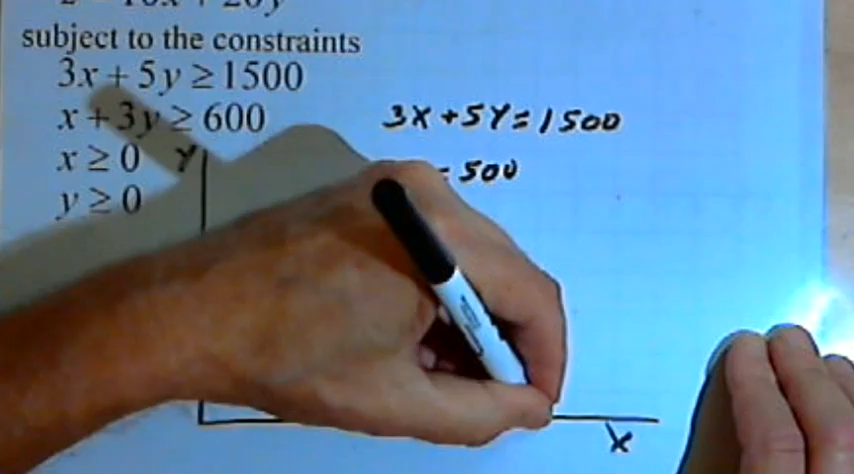 subject to the constraints
3x + 5y ≥ 1500
x + 3y ≥ 600 3X + 5Y = 1500
x ≥ 0 Y = 500
y ≥ 0
X